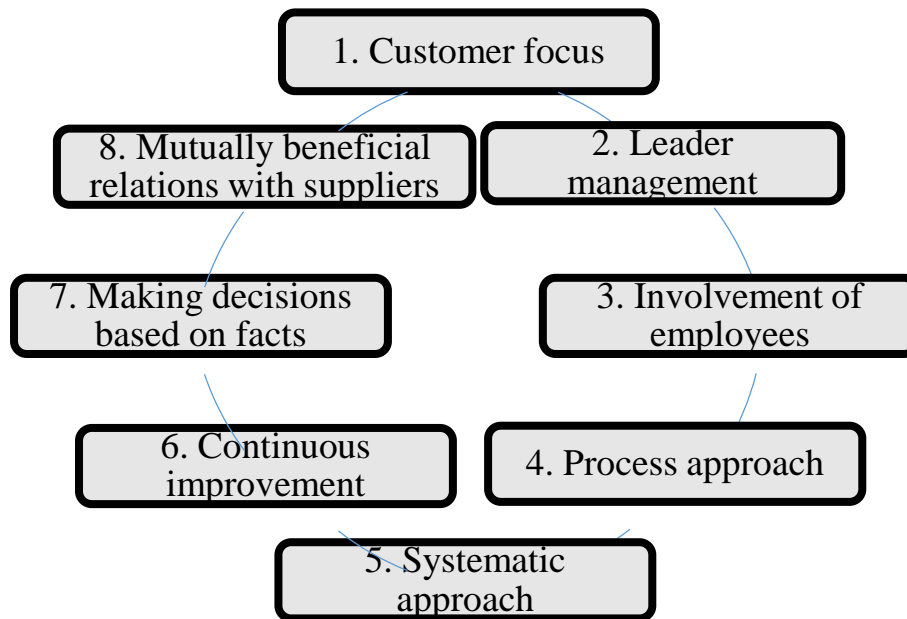 1. Customer focus
2. Leader
management
3. Involvement of
employees
4. Process approach
5. Systematic
approach
6. Continuous
improvement
7. Making decisions
based on facts
8. Mutually beneficial
relations with suppliers